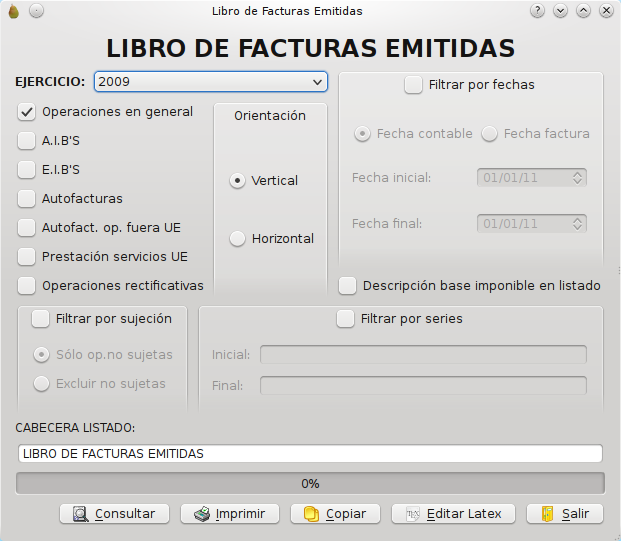 Libro de Facturas Emitidas
LIBRO DE FACTURAS EMITIDAS
EJERCICIO: 2009
Filtrar por fechas
Operaciones en general
Orientación
Fecha contable Fecha factura
A.I.B'S
E.I.B'S
Vertical
Fecha inicial: 01/01/11
Autofacturas
Autofact. op. fuera UE
Fecha final: 01/01/11
Horizontal
Prestación servicios UE
Operaciones rectificativas
Descripción base imponible en listado
Filtrar por sujeción
Filtrar por series
Sólo op.no sujetas
Inicial:
Excluir no sujetas
Final:
CABECERA LISTADO:
LIBRO DE FACTURAS EMITIDAS
0%
Consultar Imprimir Copiar TEX Editar Latex Salir